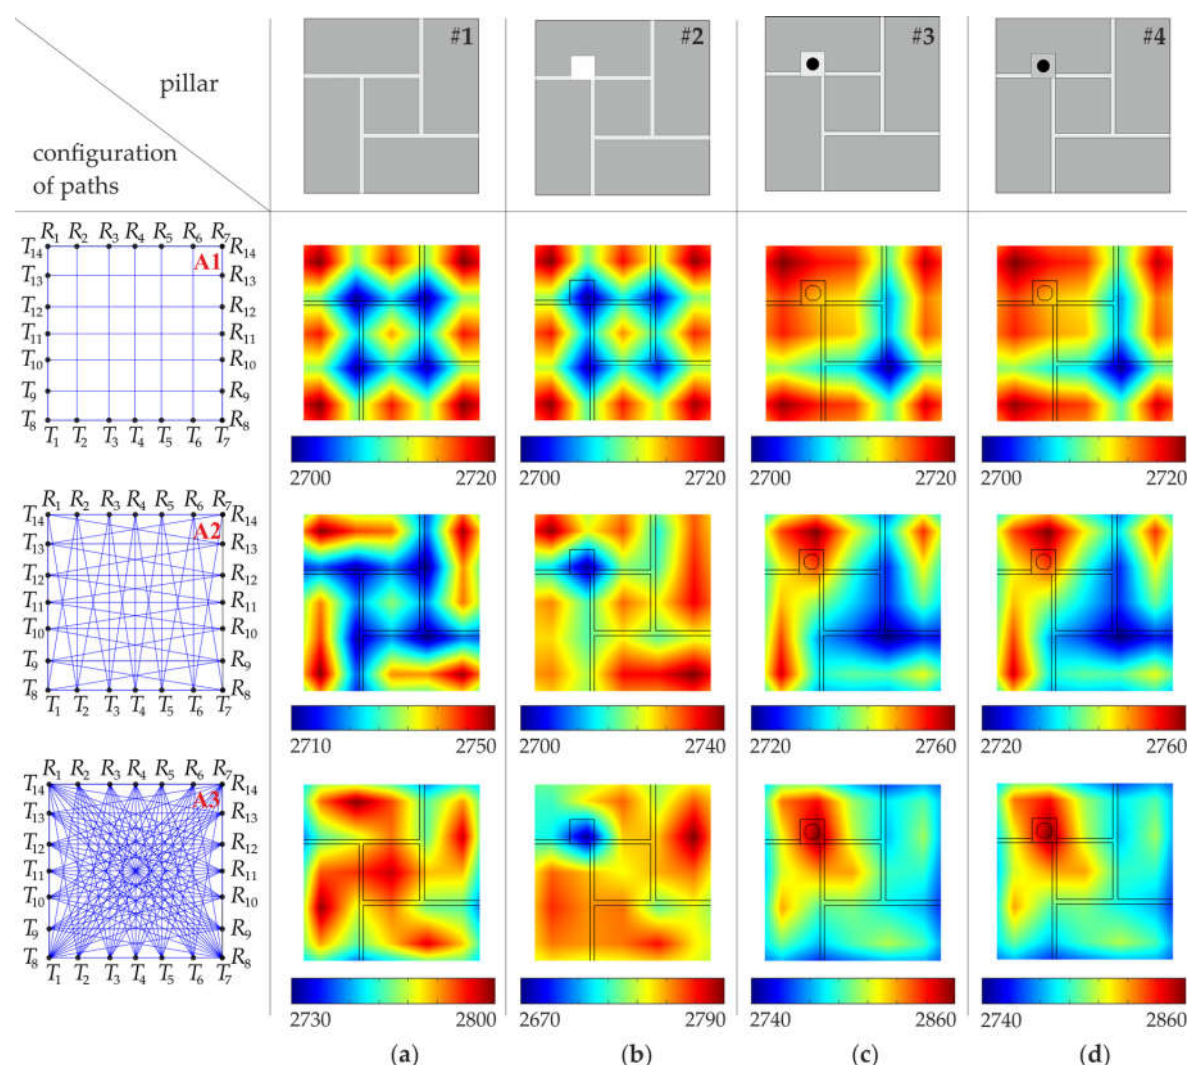 pillar
configuration
of paths
#1
#2
#3
#4
R1 R2 R3 R4 R5 R6 R7
T14 R14
A1
T13 R13
T12 R12
T11 R11
T10 R10
T9 R9
T8 R8
T1 T2 T3 T4 T5 T6 T7
2700 2720
2700 2720
2700 2720
2700 2720
R1 R2 R3 R4 R5 R6 R7
T14 R14
A2
T13 R13
T12 R12
T11 R11
T10 R10
T9 R9
T8 R8
T1 T2 T3 T4 T5 T6 T7
2710 2750
2700 2740
2720 2760
2720 2760
R1 R2 R3 R4 R5 R6 R7
T14 R14
A3
T13 R13
T12 R12
T11 R11
T10 R10
T9 R9
T8 R8
T1 T2 T3 T4 T5 T6 T7
2730 2800
2670 2790
2740 2860
2740 2860
(a)
(b)
(c)
(d)